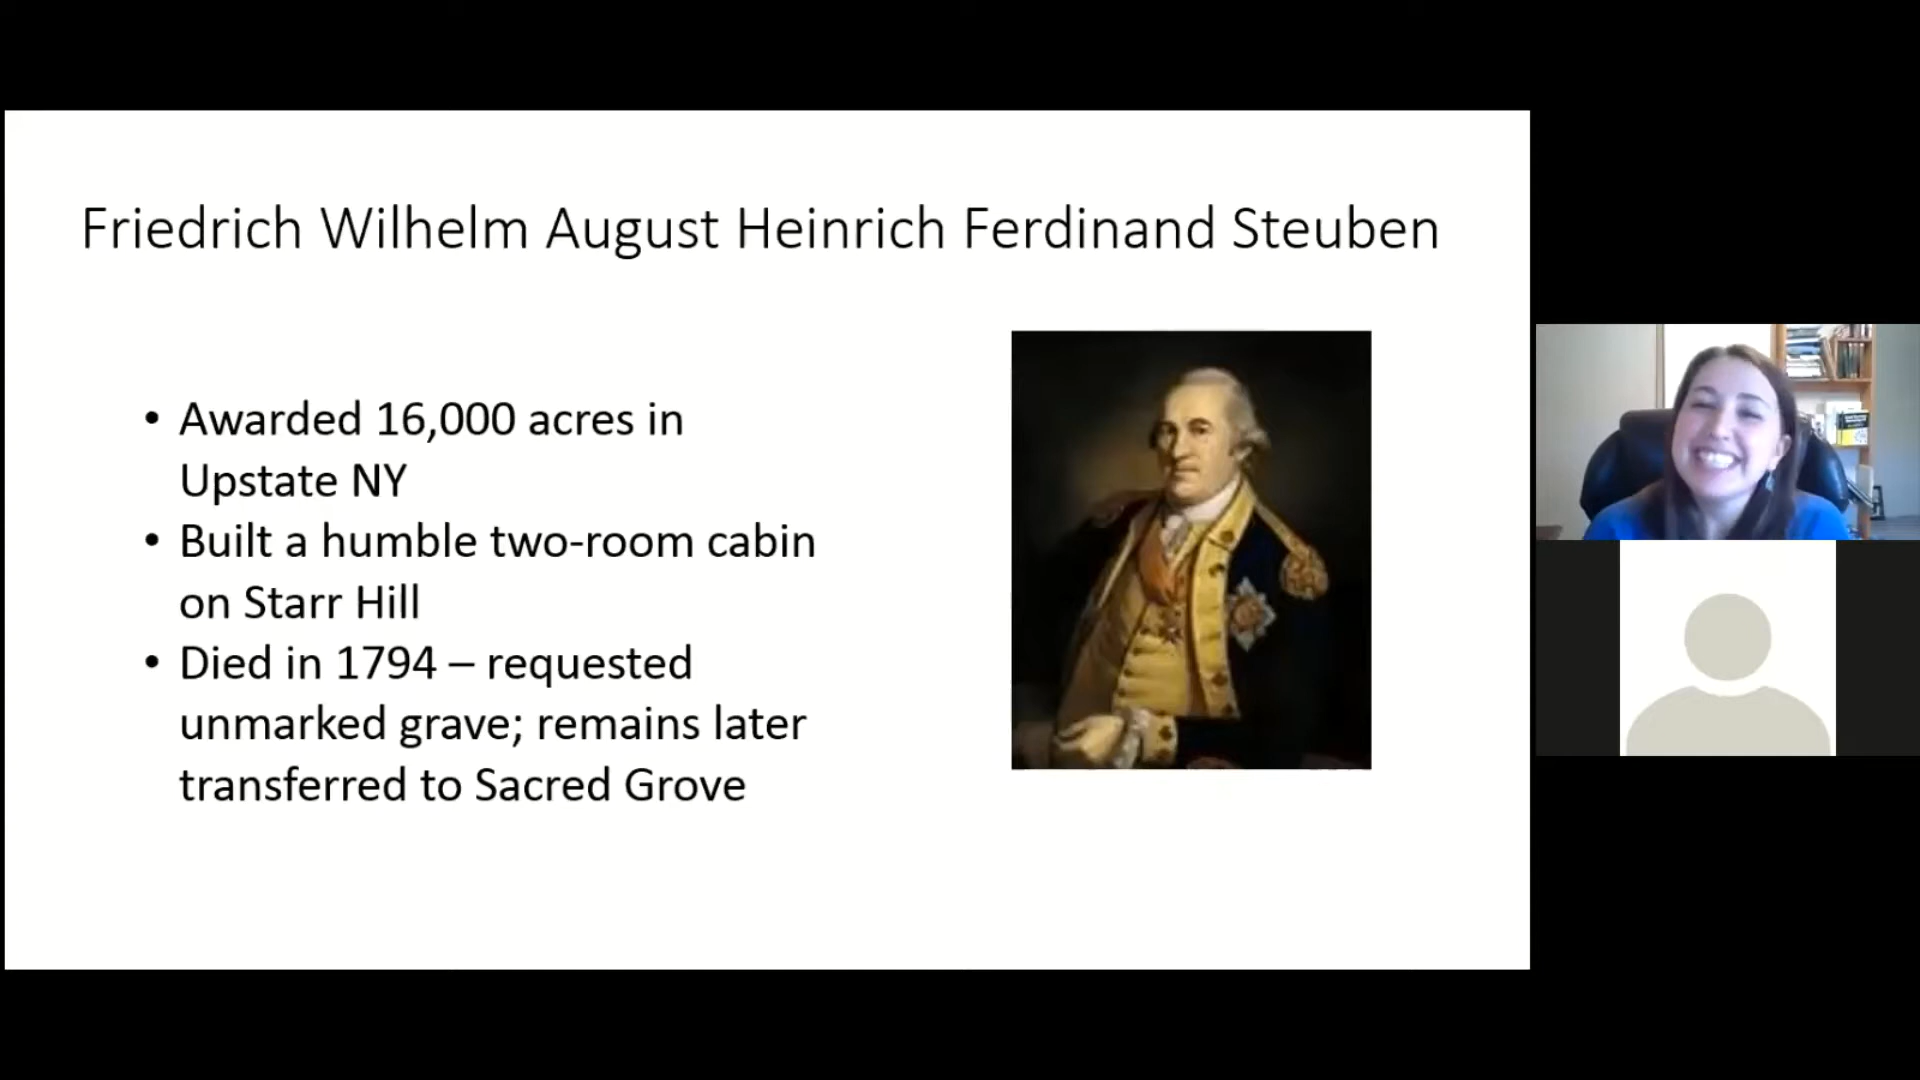 Friedrich Wilhelm August Heinrich Ferdinand Steuben
• Awarded 16,000 acres in
Upstate NY
• Built a humble two-room cabin
on Starr Hill
• Died in 1794 – requested
unmarked grave; remains later
transferred to Sacred Grove